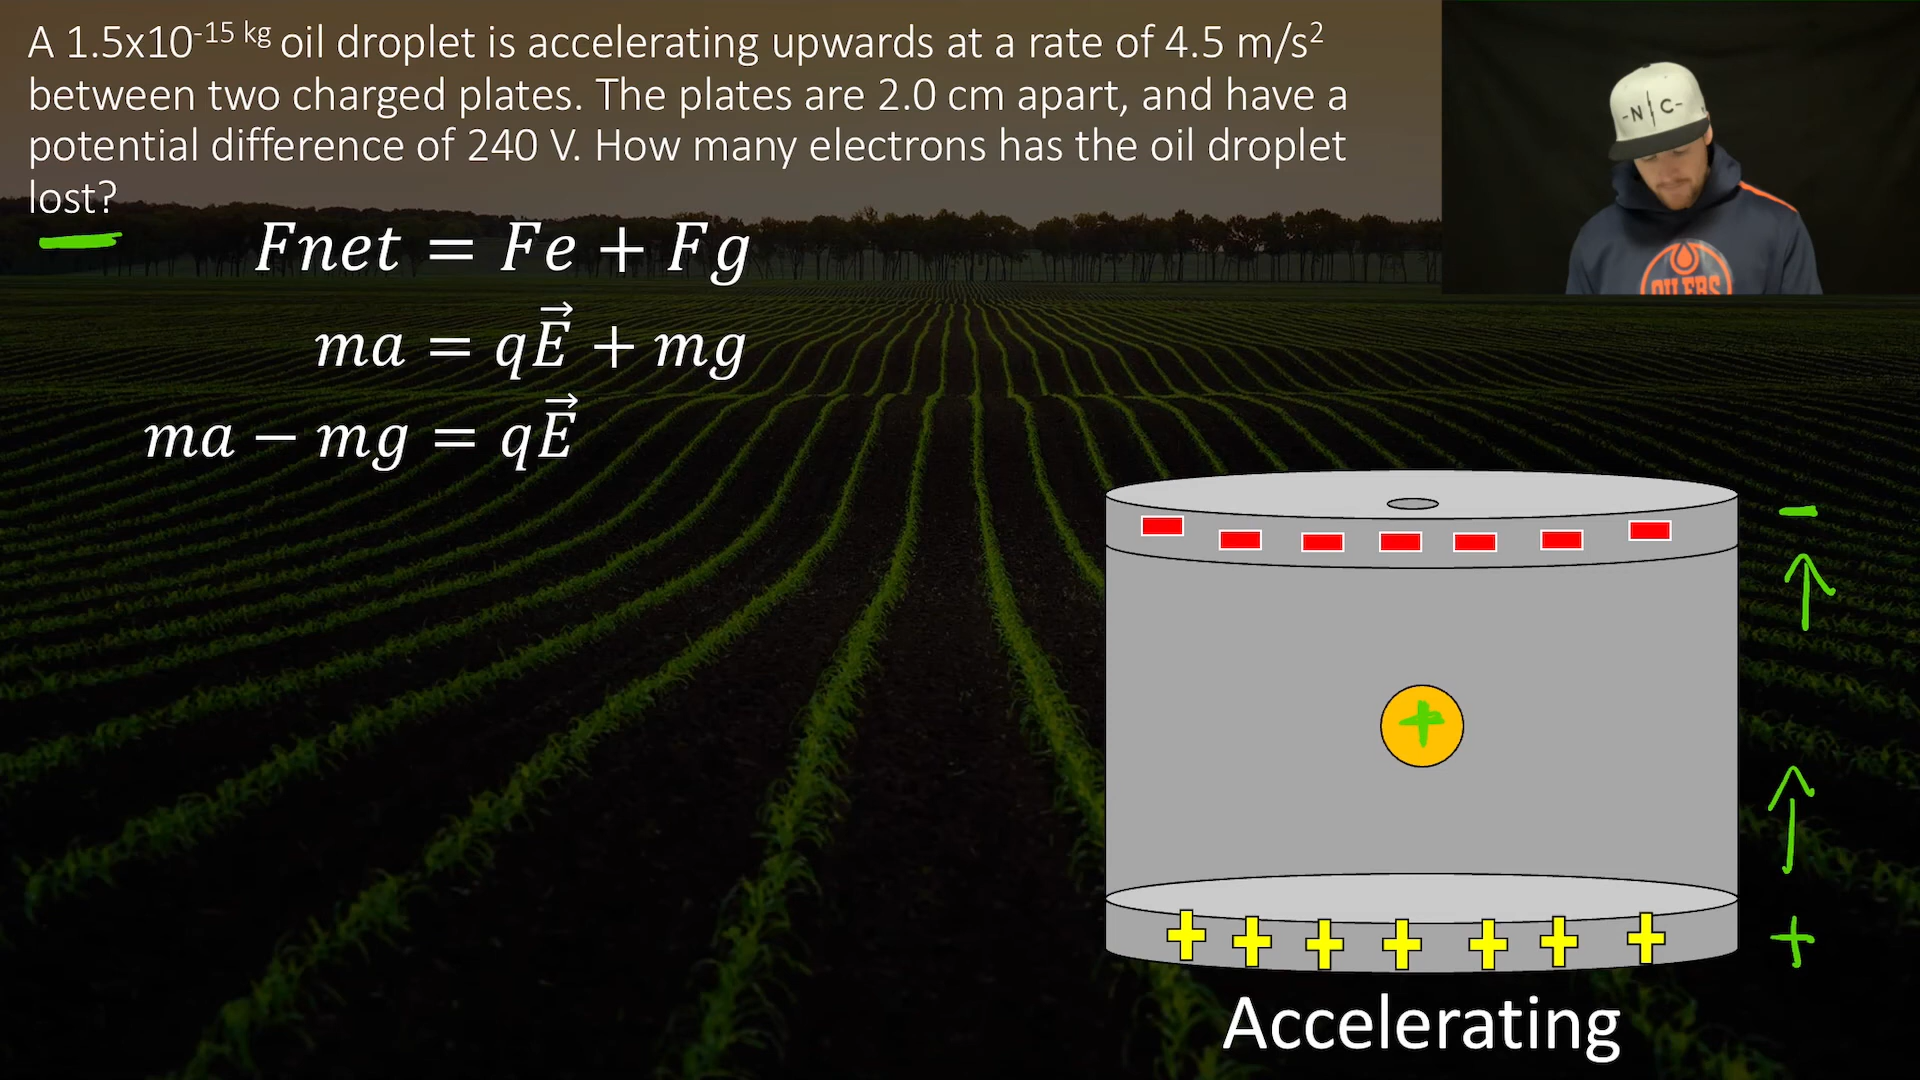 A 1.5x10⁻¹⁵ ᵏᵍ oil droplet is accelerating upwards at a rate of 4.5 m/s²
between two charged plates. The plates are 2.0 cm apart, and have a
potential difference of 240 V. How many electrons has the oil droplet
lost?
-N C-
OILERS
Fnet = Fe + Fg
ma = qE⃗ + mg
ma − mg = qE⃗
-
+
+ + + + + + +
+
Accelerating